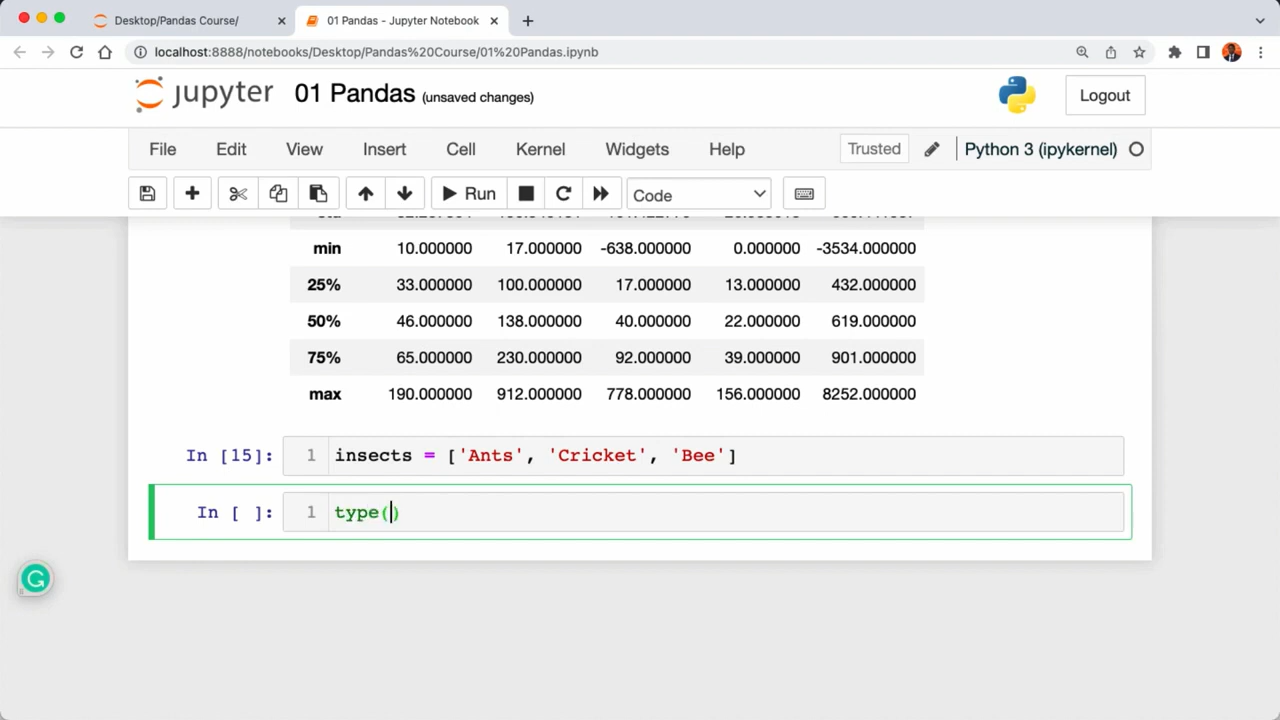 Desktop/Pandas Course/
01 Pandas - Jupyter Notebook
localhost:8888/notebooks/Desktop/Pandas%20Course/01%20Pandas.ipynb
jupyter 01 Pandas (unsaved changes) Logout
File Edit View Insert Cell Kernel Widgets Help Trusted Python 3 (ipykernel)
Run Code
min 10.000000 17.000000 -638.000000 0.000000 -3534.000000
25% 33.000000 100.000000 17.000000 13.000000 432.000000
50% 46.000000 138.000000 40.000000 22.000000 619.000000
75% 65.000000 230.000000 92.000000 39.000000 901.000000
max 190.000000 912.000000 778.000000 156.000000 8252.000000
In [15]: 1 insects = ['Ants', 'Cricket', 'Bee']
In [ ]: 1 type()